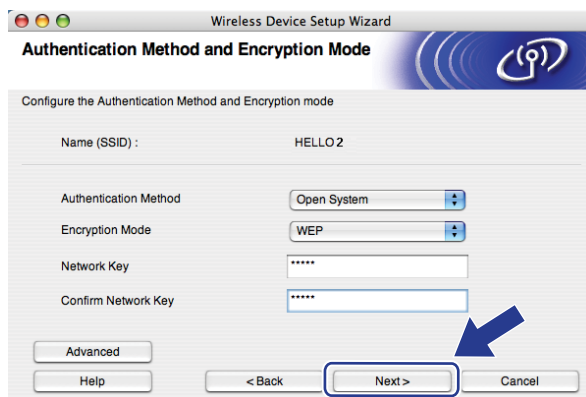 Wireless Device Setup Wizard
Authentication Method and Encryption Mode
Configure the Authentication Method and Encryption mode
Name (SSID) : HELLO2
Authentication Method Open System
Encryption Mode WEP
Network Key *****
Confirm Network Key *****
Advanced
Help < Back Next > Cancel